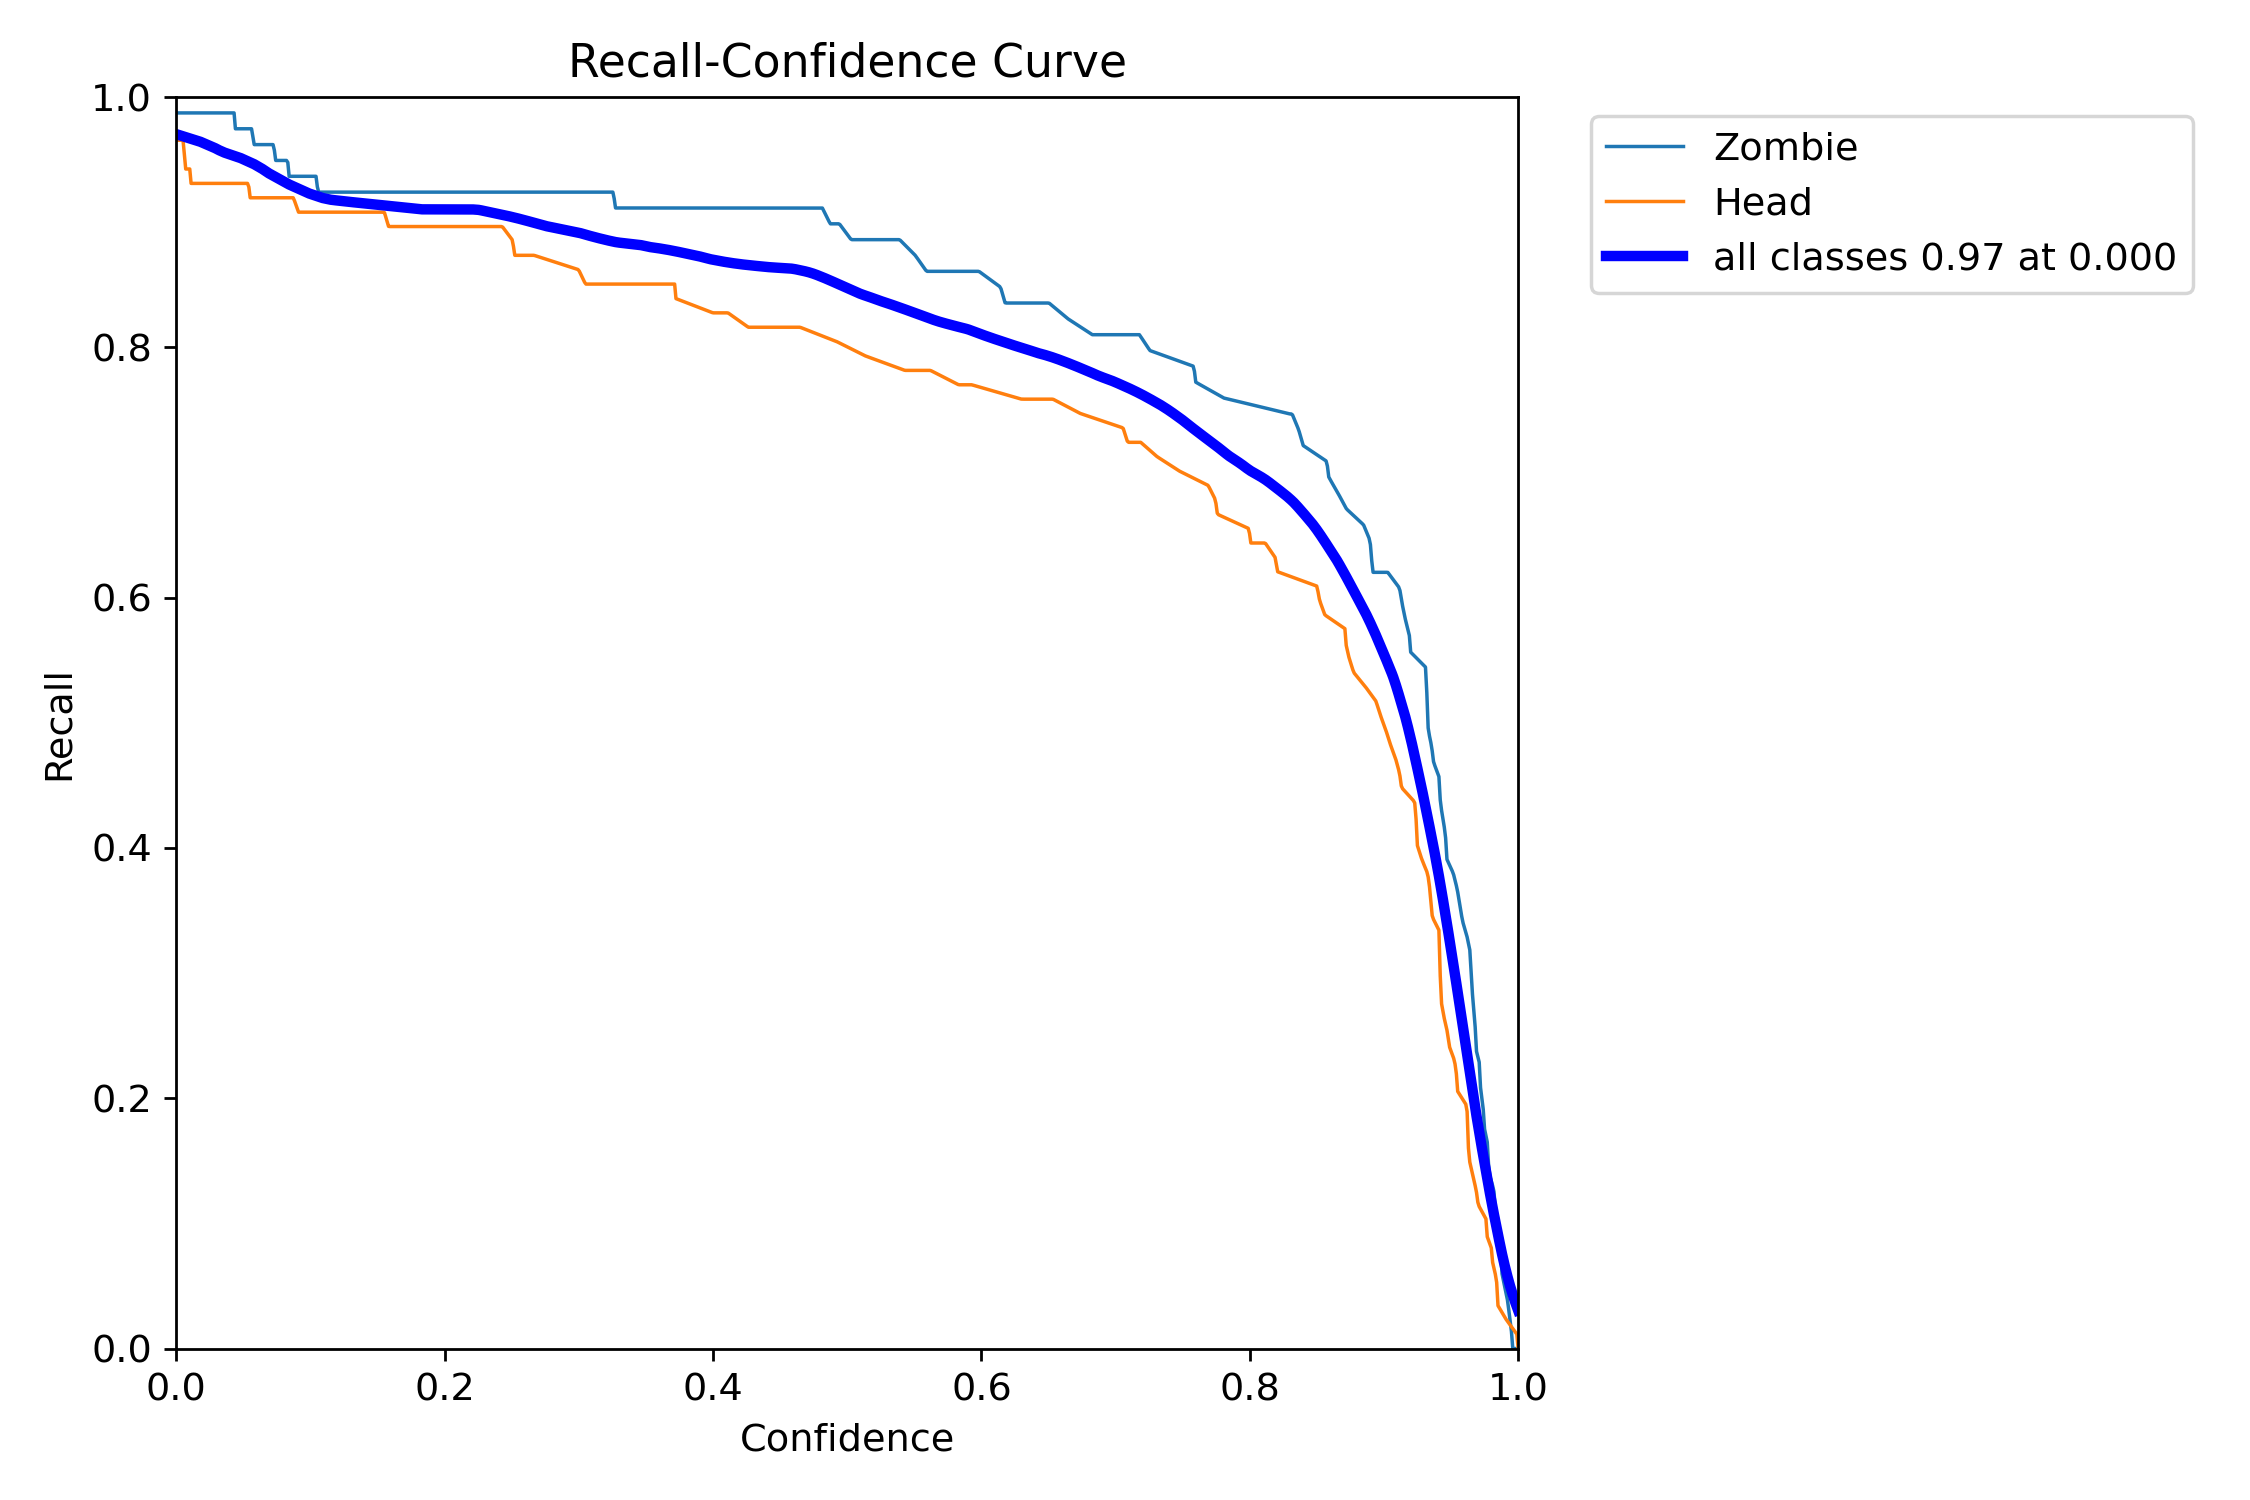 Recall-Confidence Curve
1.0
0.8
0.6
0.4
0.2
0.0
Recall
0.0 0.2 0.4 0.6 0.8 1.0
Confidence
Zombie
Head
all classes 0.97 at 0.000